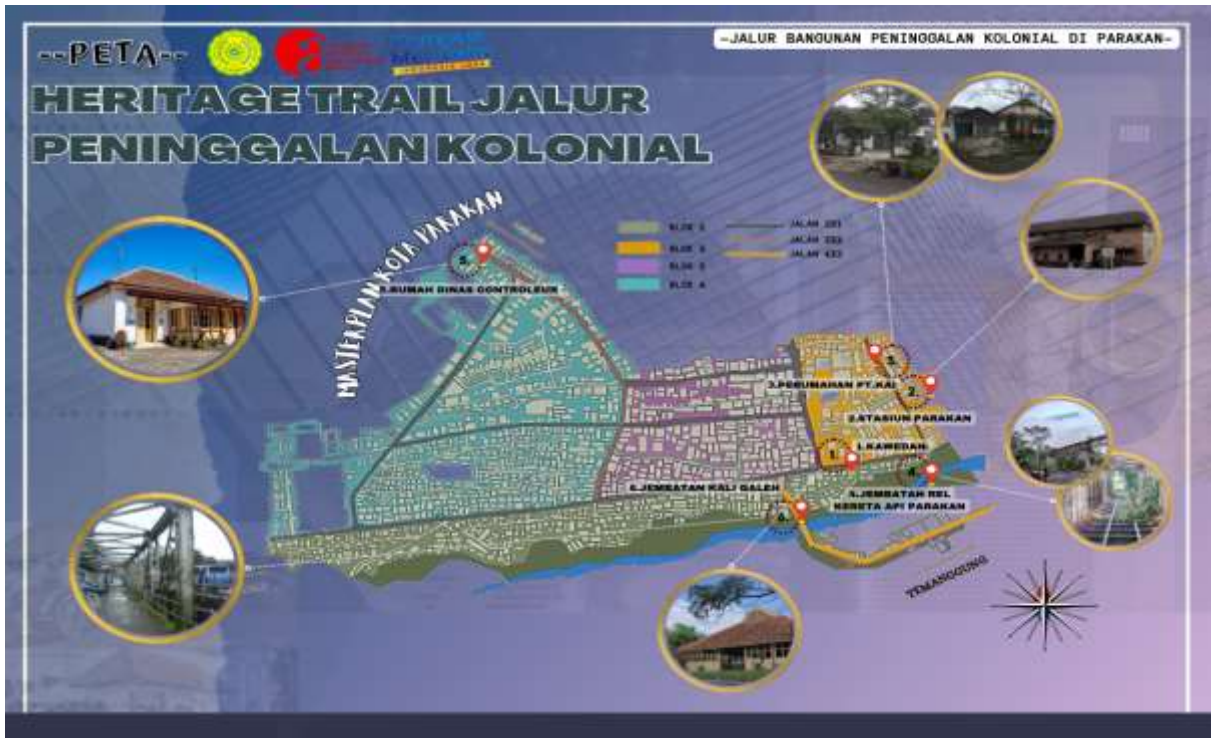 --PETA--
-JALUR BANGUNAN PENINGGALAN KOLONIAL DI PARAKAN-
HERITAGE TRAIL JALUR
PENINGGALAN KOLONIAL
MASTERPLAN KOTA PARAKAN
BLOK
BLOK
BLOK
BLOK A
JALAN
JALAN
JALAN
5.
5.RUMAH DINAS CONTROLEUR
3.
3.PERUMAHAN PT.KAI
2.
2.STASIUN PARAKAN
1.
1.KAWEDAN
4.
6.JEMBATAN KALI GALEH
JEMBATAN REL
KERETA API PARAKAN
6.
TEMANGGUNG